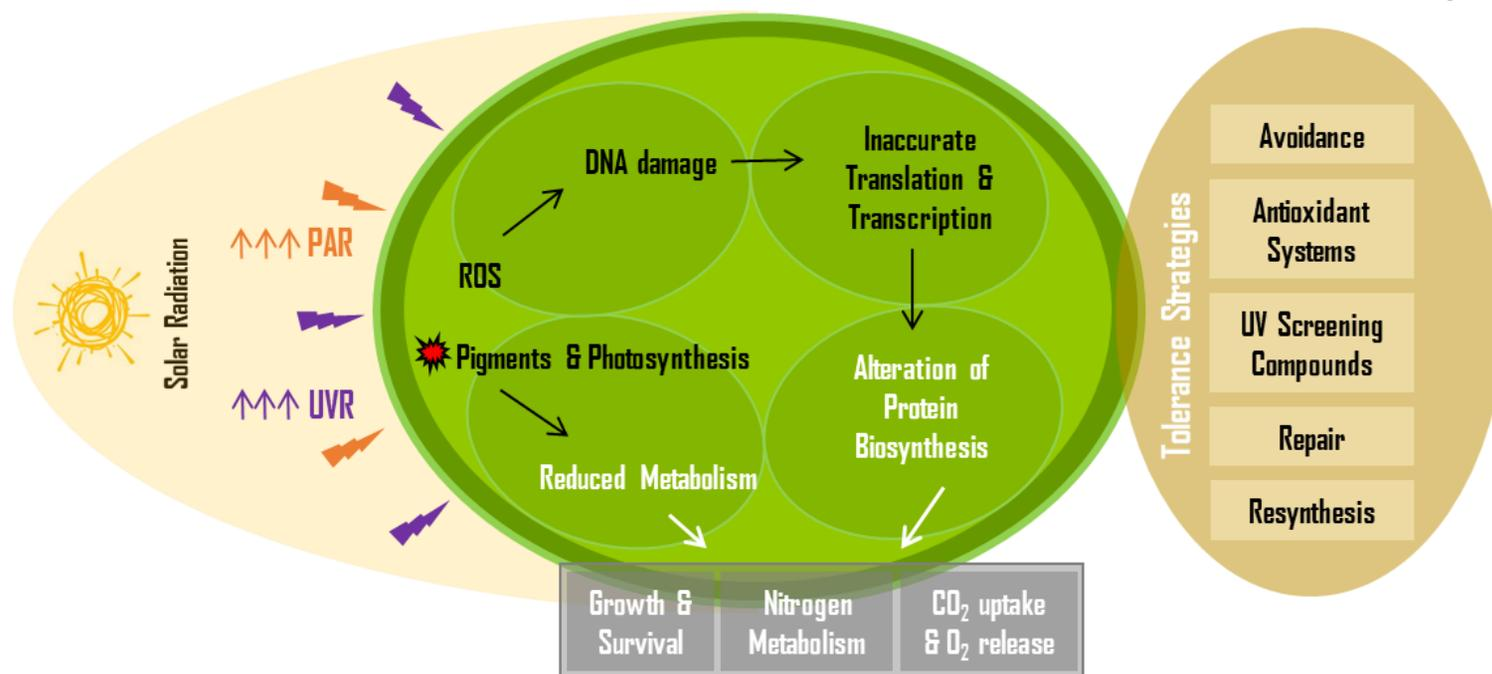 Solar Radiation
↑↑↑ PAR
↑↑↑ UVR
ROS
DNA damage
Inaccurate
Translation &
Transcription
Pigments & Photosynthesis
Reduced Metabolism
Alteration of
Protein
Biosynthesis
Growth &
Survival
Nitrogen
Metabolism
CO₂ uptake
& O₂ release
Tolerance Strategies
Avoidance
Antioxidant
Systems
UV Screening
Compounds
Repair
Resynthesis